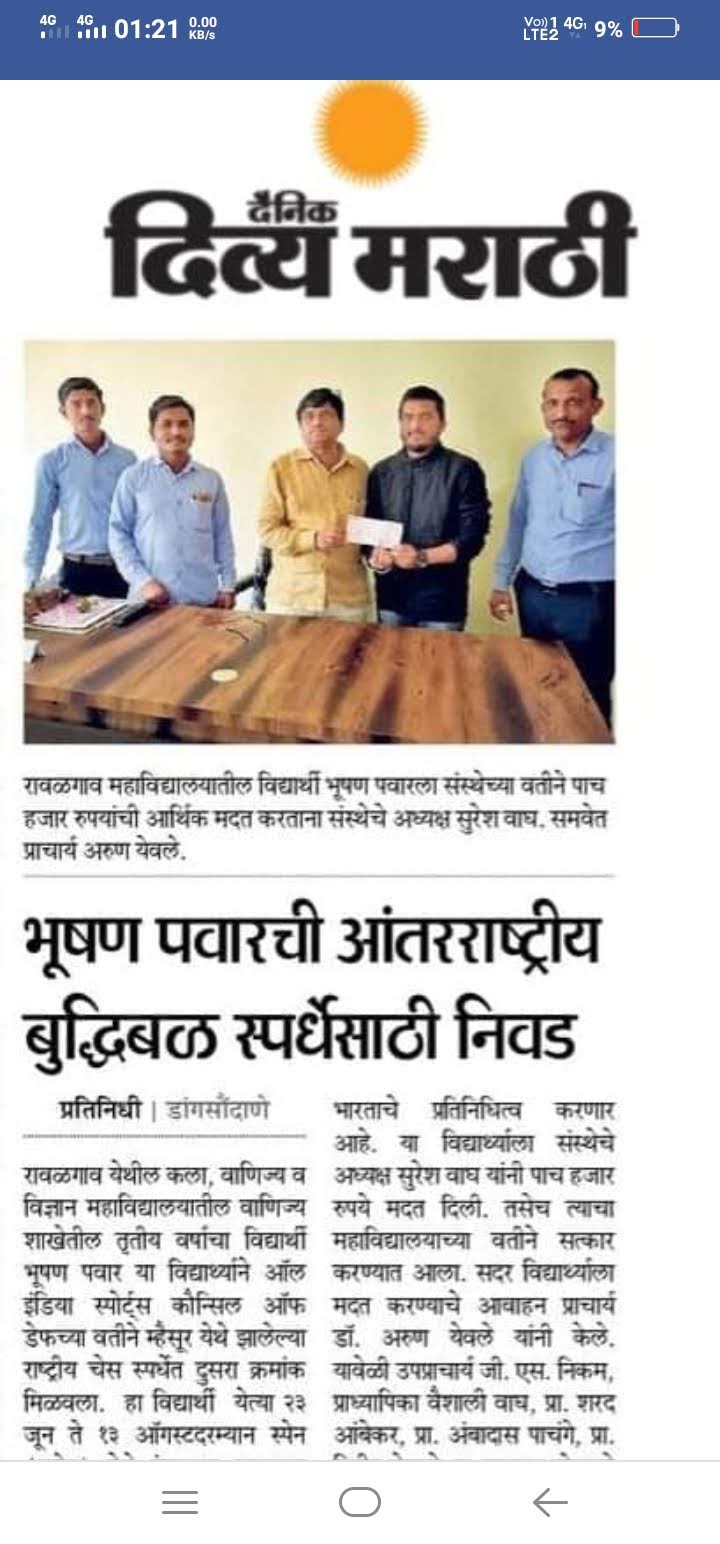 4G 4G 01:21 0.00 KB/s Vo))1 4G LTE2 9%
दैनिक
दिव्य मराठी
रावळगाव महाविद्यालयातील विद्यार्थी भूषण पवारला संस्थेच्या वतीने पाच
हजार रुपयांची आर्थिक मदत करताना संस्थेचे अध्यक्ष सुरेश वाघ. समवेत
प्राचार्य अरुण येवले.
भूषण पवारची आंतरराष्ट्रीय
बुद्धिबळ स्पर्धेसाठी निवड
प्रतिनिधी | डांगसौंदाणे
रावळगाव येथील कला, वाणिज्य व
विज्ञान महाविद्यालयातील वाणिज्य
शाखेतील तृतीय वर्षाचा विद्यार्थी
भूषण पवार या विद्यार्थ्याने ऑल
इंडिया स्पोर्ट्स कौन्सिल ऑफ
डेफच्या वतीने म्हैसूर येथे झालेल्या
राष्ट्रीय चेस स्पर्धेत दुसरा क्रमांक
मिळवला. हा विद्यार्थी येत्या २३
जून ते १३ ऑगस्टदरम्यान स्पेन
भारताचे प्रतिनिधित्व करणार
आहे. या विद्यार्थ्याला संस्थेचे
अध्यक्ष सुरेश वाघ यांनी पाच हजार
रुपये मदत दिली. तसेच त्याचा
महाविद्यालयाच्या वतीने सत्कार
करण्यात आला. सदर विद्यार्थ्याला
मदत करण्याचे आवाहन प्राचार्य
डॉ. अरुण येवले यांनी केले.
यावेळी उपप्राचार्य जी. एस. निकम,
प्राध्यापिका वैशाली वाघ, प्रा. शरद
आंबेकर, प्रा. अंबादास पाचंगे, प्रा.